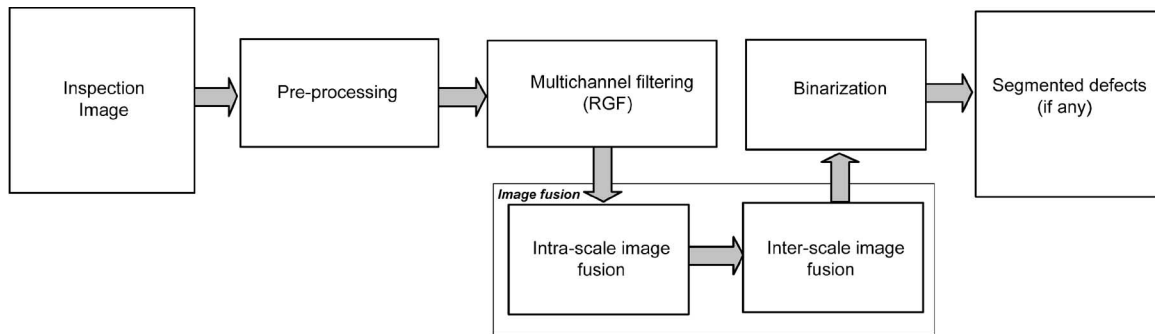 Inspection
Image
Pre-processing
Multichannel filtering
(RGF)
Image fusion
Intra-scale image
fusion
Inter-scale image
fusion
Binarization
Segmented defects
(if any)